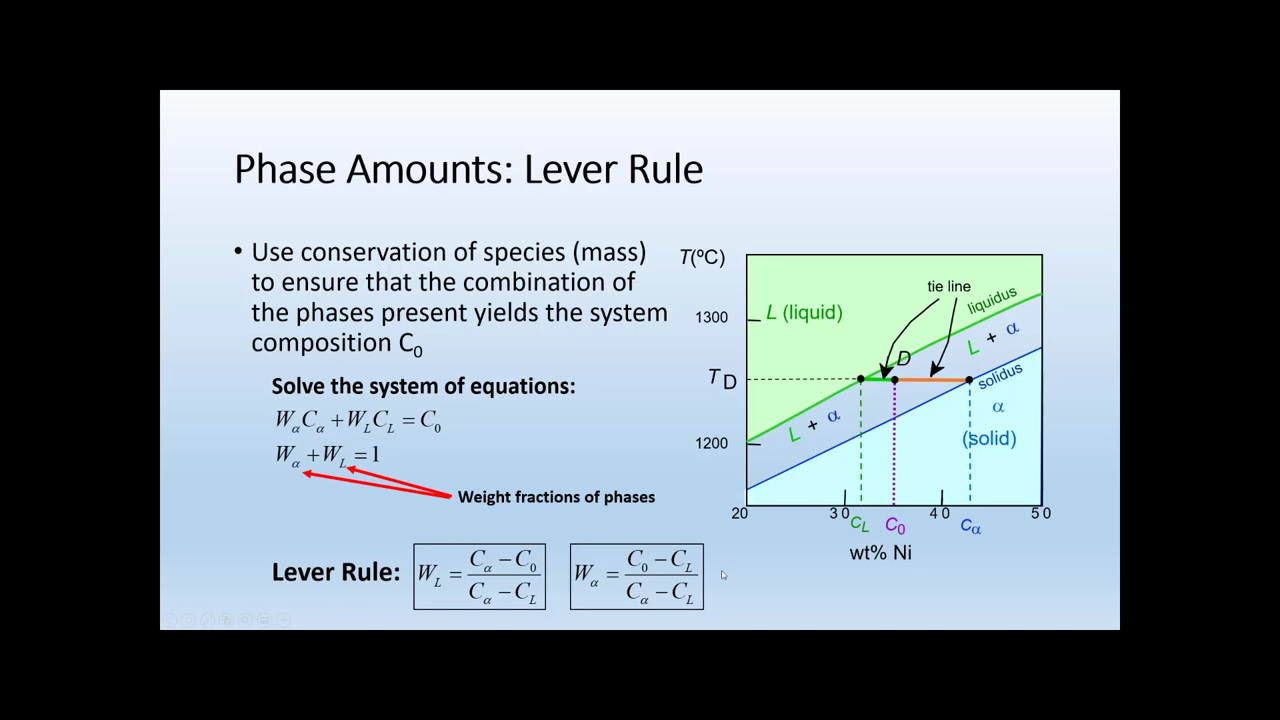 Phase Amounts: Lever Rule
• Use conservation of species (mass)
to ensure that the combination of
the phases present yields the system
composition C₀
Solve the system of equations:
W_α C_α + W_L C_L = C₀
W_α + W_L = 1
Weight fractions of phases
Lever Rule:
W_L = (C_α − C₀) / (C_α − C_L)
W_α = (C₀ − C_L) / (C_α − C_L)
T(ºC)
tie line
liquidus
L (liquid)
1300
L + α
D
T D
solidus
α
L + α
(solid)
1200
20
30
40
50
C_L
C₀
C_α
wt% Ni